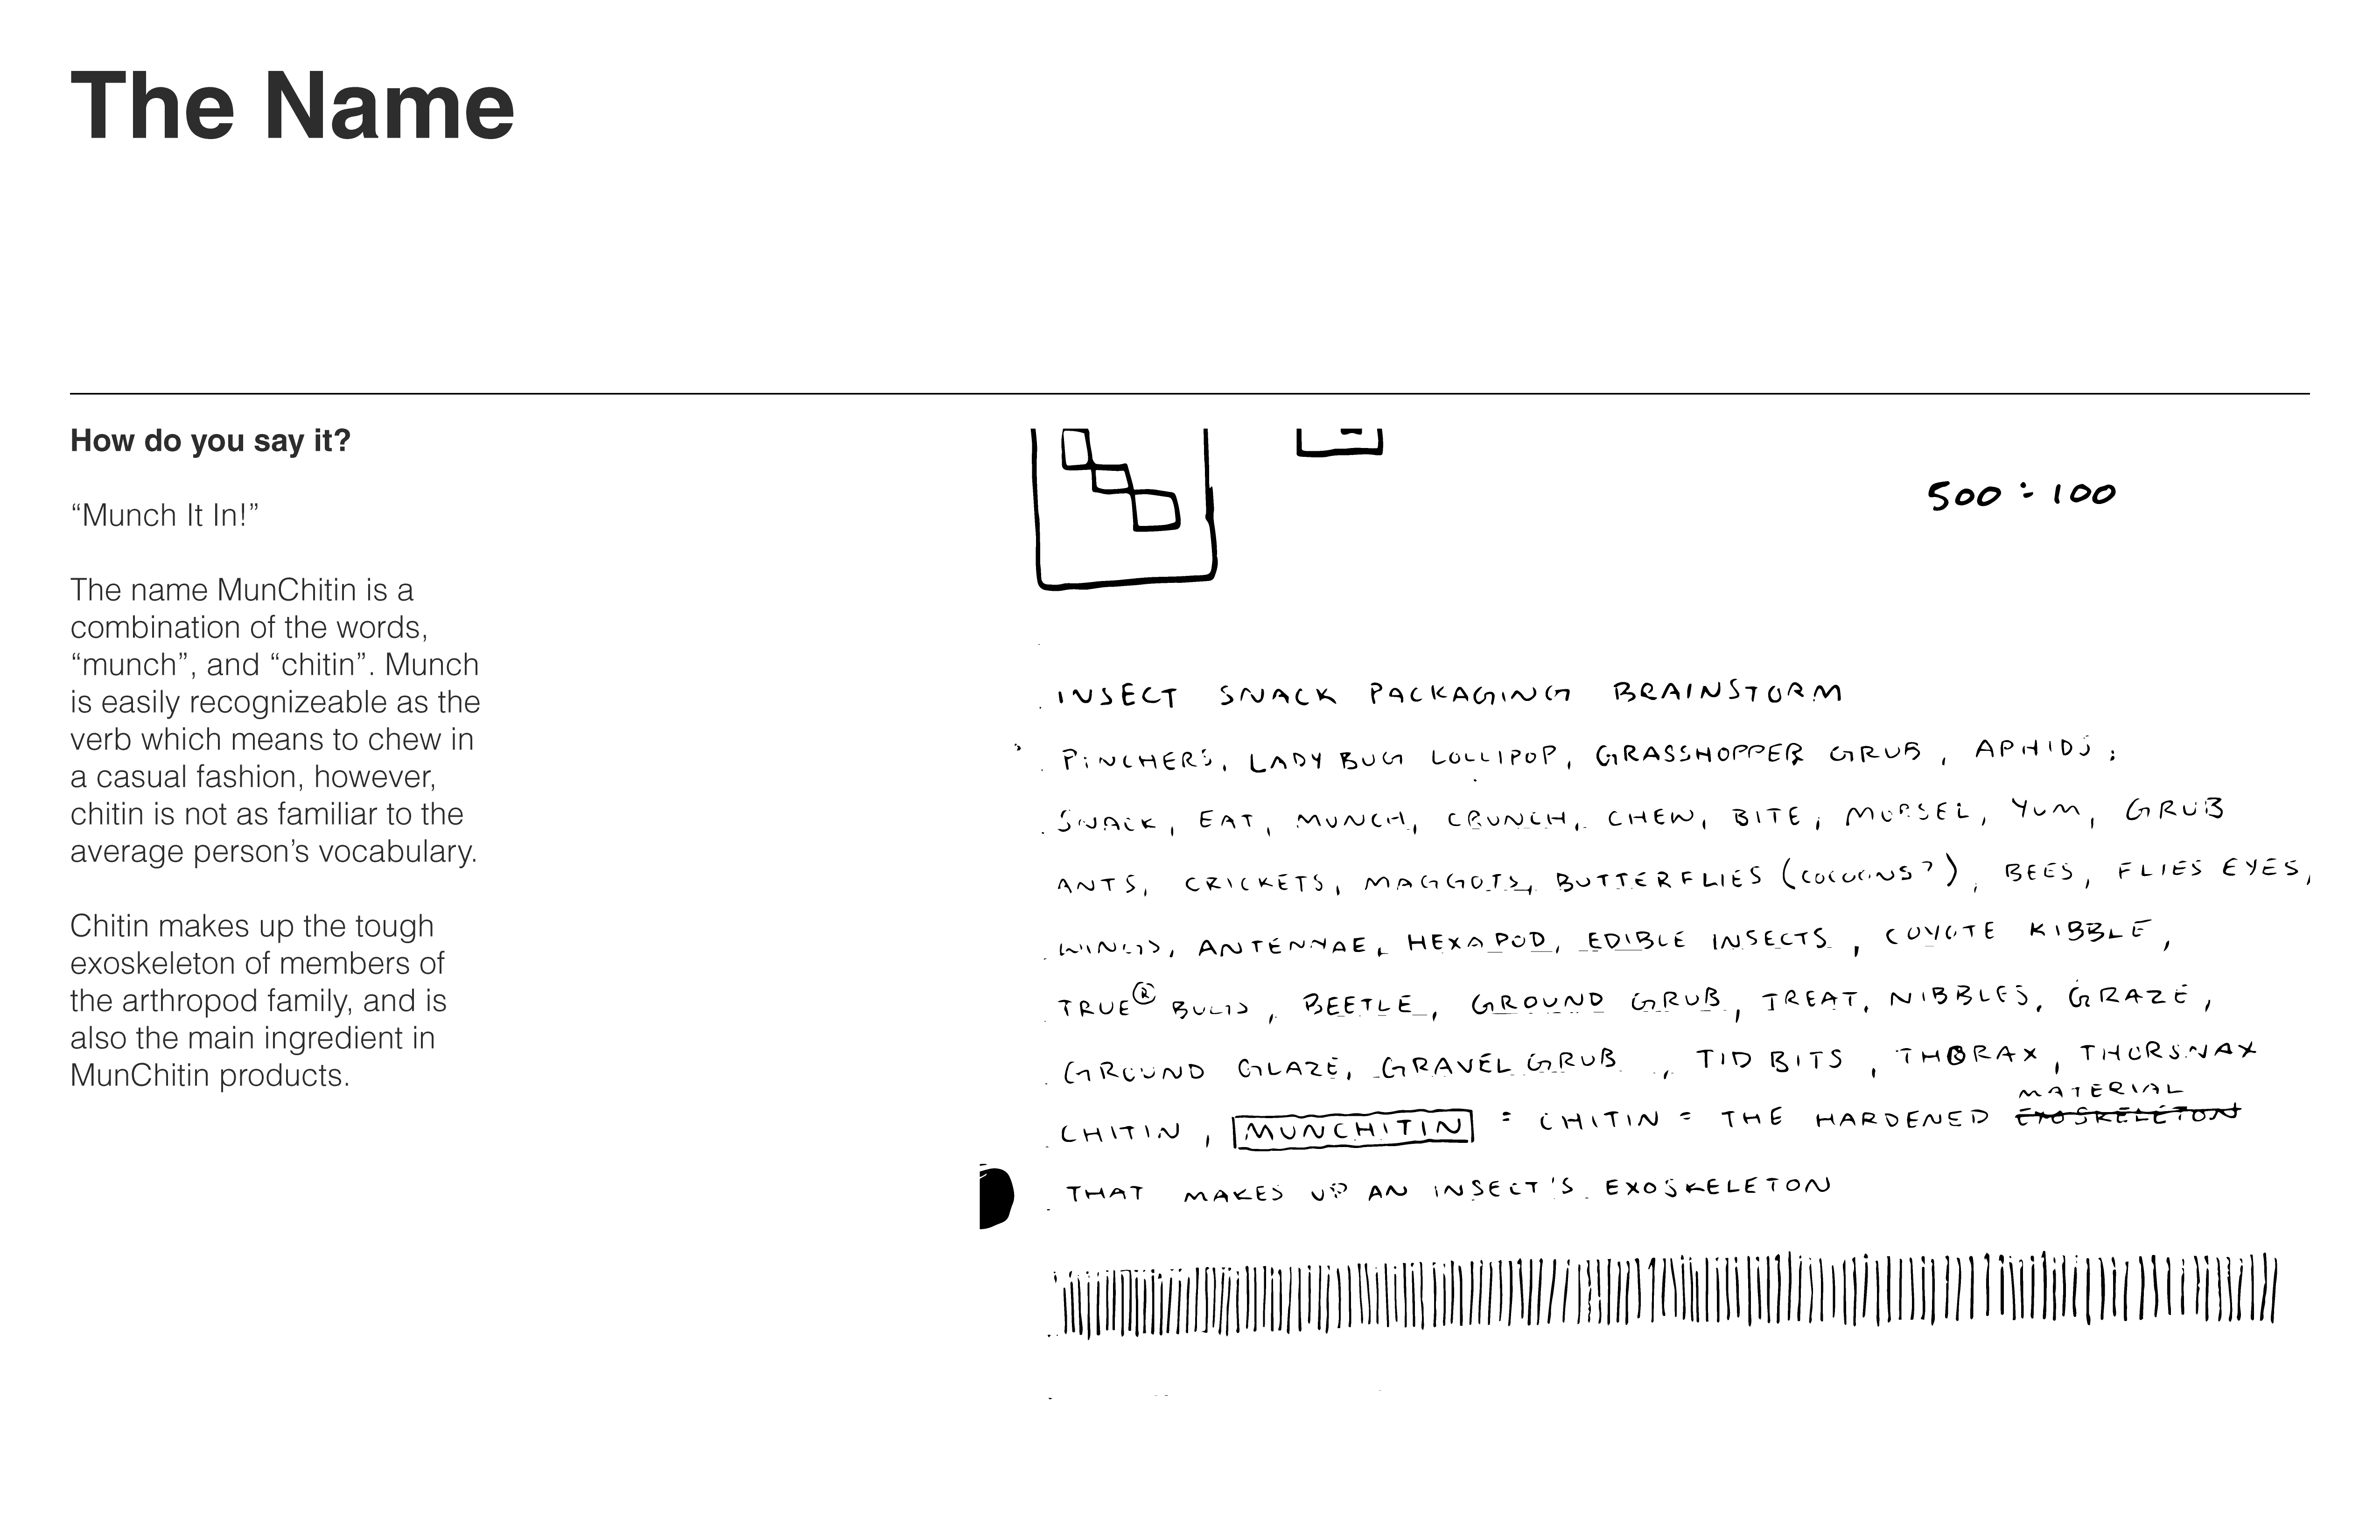 The Name
How do you say it?
“Munch It In!”
The name MunChitin is a
combination of the words,
“munch”, and “chitin”. Munch
is easily recognizeable as the
verb which means to chew in
a casual fashion, however,
chitin is not as familiar to the
average person’s vocabulary.
Chitin makes up the tough
exoskeleton of members of
the arthropod family, and is
also the main ingredient in
MunChitin products.
500 ÷ 100
INSECT SNACK PACKAGING BRAINSTORM
PINCHERS, LADY BUG LOLLIPOP, GRASSHOPPER GRUB, APHIDS,
SNACK, EAT, MUNCH, CRUNCH, CHEW, BITE, MORSEL, YUM, GRUB
ANTS, CRICKETS, MAGGOTS, BUTTERFLIES (COCOONS?), BEES, FLIES EYES,
WINGS, ANTENNAE, HEXAPOD, EDIBLE INSECTS, COYOTE KIBBLE,
TRUE® BUGS, BEETLE, GROUND GRUB, TREAT, NIBBLES, GRAZE,
GROUND GLAZE, GRAVEL GRUB, TID BITS, THORAX, THORSNAX
MATERIAL
CHITIN, MUNCHITIN = CHITIN = THE HARDENED EXOSKELETON
THAT MAKES UP AN INSECT'S EXOSKELETON